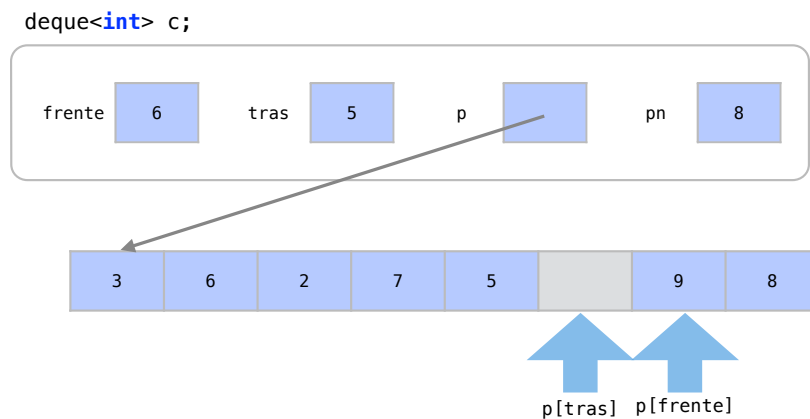 deque<int> c;
frente 6 tras 5 p pn 8
3 6 2 7 5 9 8
p[tras] p[frente]